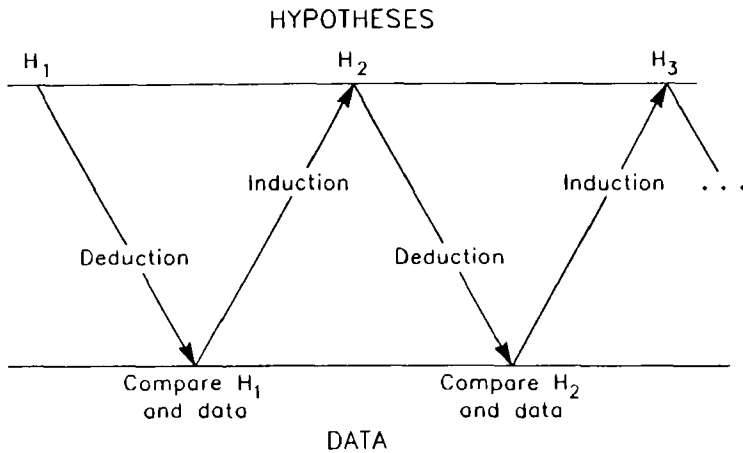 HYPOTHESES
H1 H2 H3
Induction Induction ...
Deduction Deduction
Compare H1 and data
Compare H2 and data
DATA